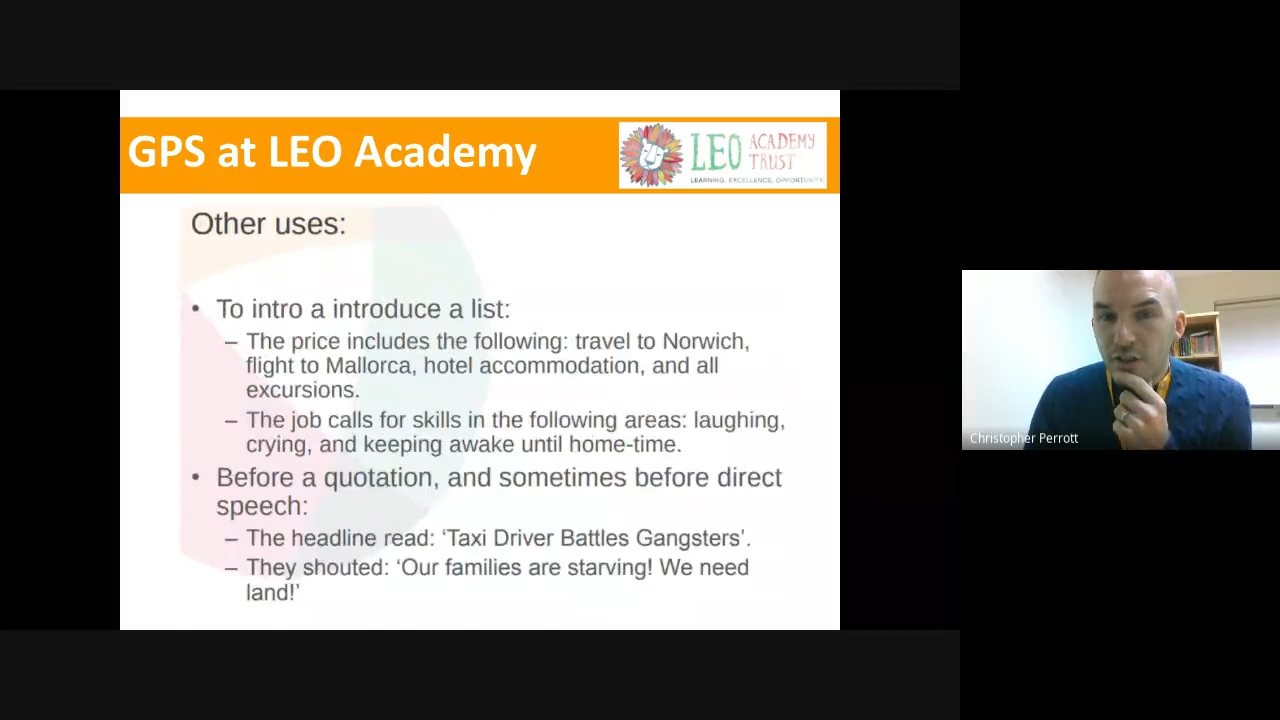 GPS at LEO Academy
LEO ACADEMY TRUST
LEARNING, EXCELLENCE, OPPORTUNITY
Other uses:
• To intro a introduce a list:
– The price includes the following: travel to Norwich,
flight to Mallorca, hotel accommodation, and all
excursions.
– The job calls for skills in the following areas: laughing,
crying, and keeping awake until home-time.
• Before a quotation, and sometimes before direct
speech:
– The headline read: ‘Taxi Driver Battles Gangsters’.
– They shouted: ‘Our families are starving! We need
land!’
Christopher Perrott